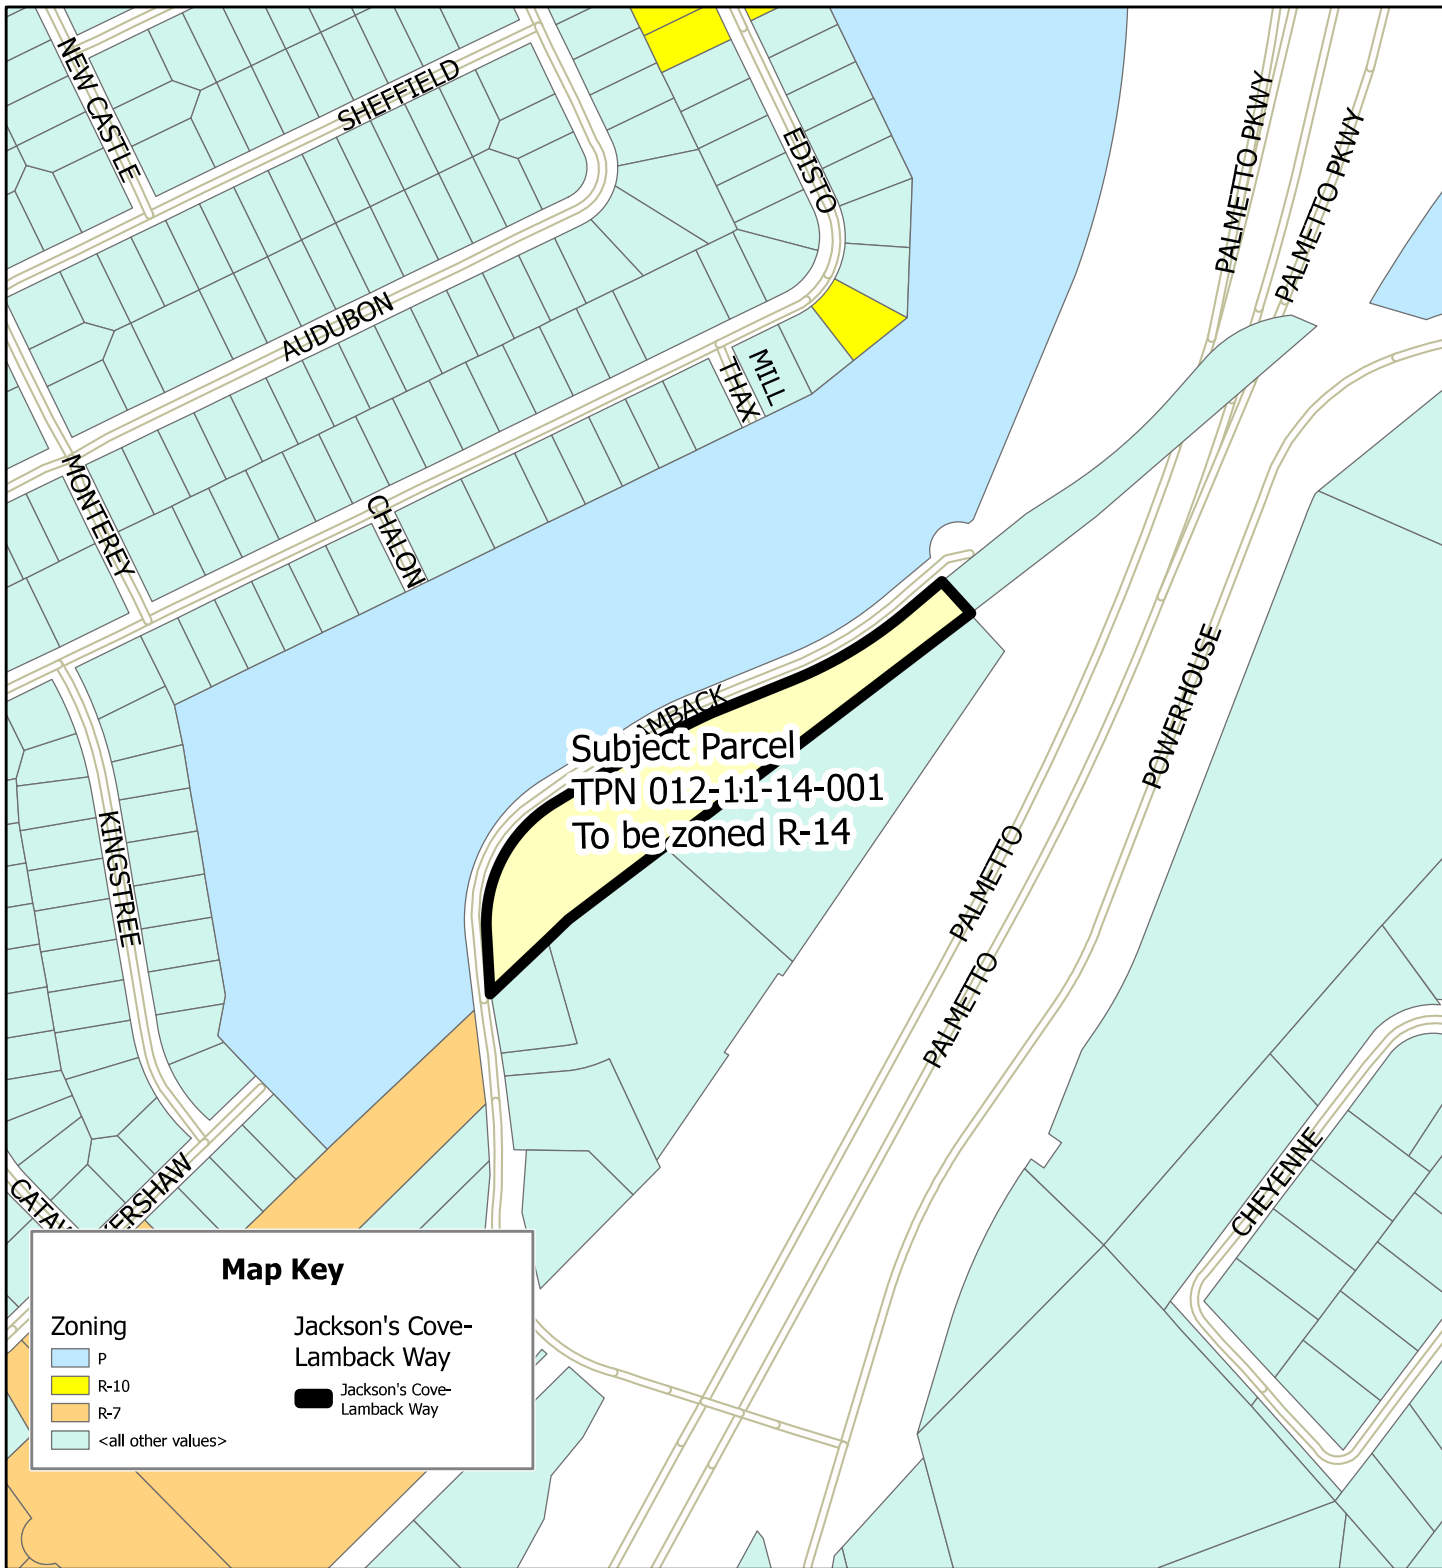 NEW CASTLE
SHEFFIELD
EDISTO
PALMETTO PKWY
PALMETTO PKWY
AUDUBON
THAX
MILL
MONTEREY
CHALON
POWERHOUSE
Subject Parcel
TPN 012-11-14-001
To be zoned R-14
KINGSTREE
PALMETTO
PALMETTO
CHEYENNE
Map Key
Zoning
P
R-10
R-7
<all other values>
Jackson's Cove-
Lamback Way
Jackson's Cove-
Lamback Way